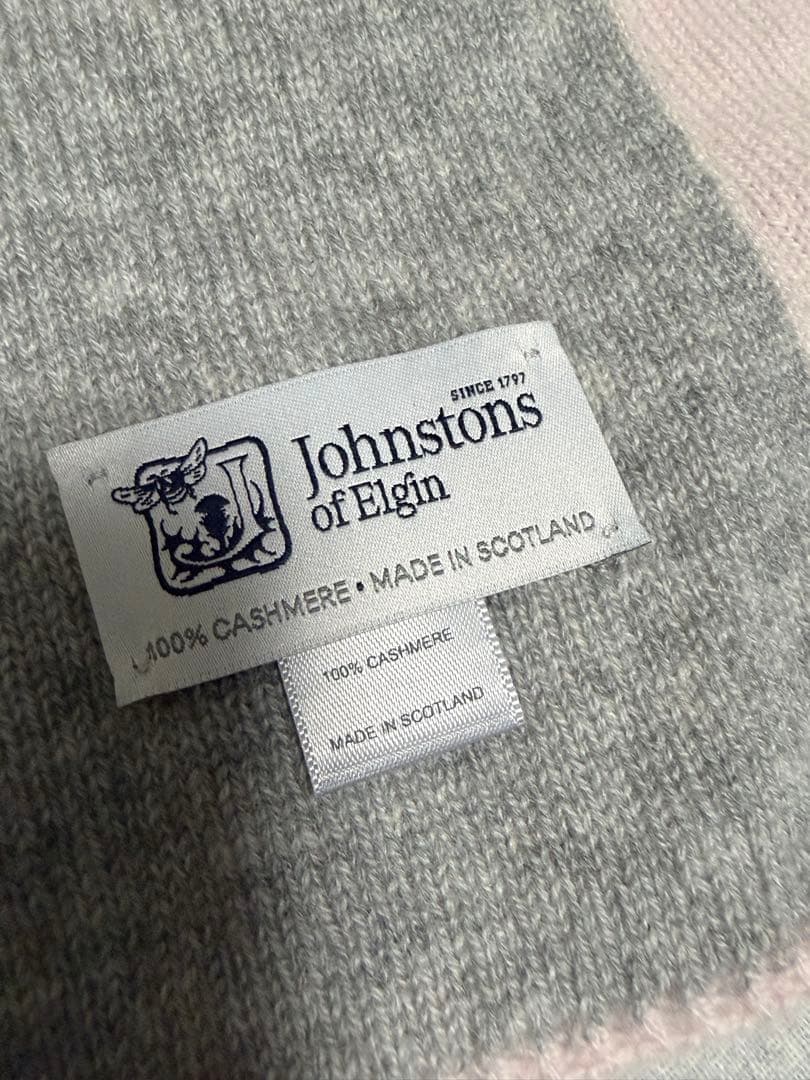 SINCE 1797
Johnstons
of Elgin
100% CASHMERE • MADE IN SCOTLAND
100% CASHMERE
MADE IN SCOTLAND